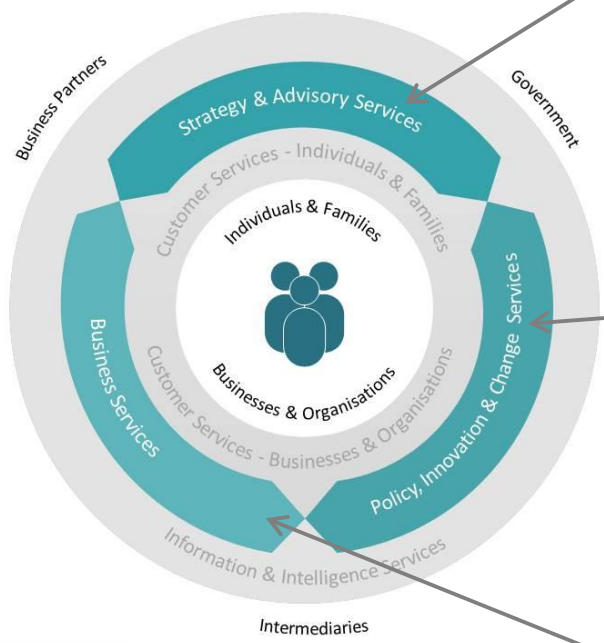 Business Partners
Government
Strategy & Advisory Services
Customer Services - Individuals & Families
Individuals & Families
Business Services
Policy, Innovation & Change Services
Businesses & Organisations
Customer Services - Businesses & Organisations
Information & Intelligence Services
Intermediaries